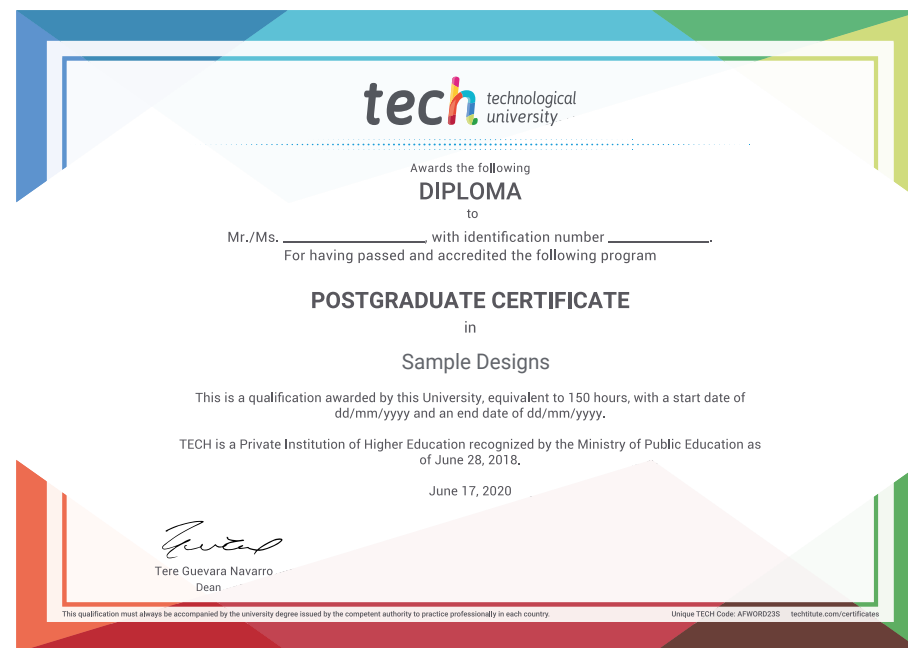 tech technological
university
Awards the following
DIPLOMA
to
Mr./Ms. ____________________, with identification number ______________.
For having passed and accredited the following program
POSTGRADUATE CERTIFICATE
in
Sample Designs
This is a qualification awarded by this University, equivalent to 150 hours, with a start date of
dd/mm/yyyy and an end date of dd/mm/yyyy.
TECH is a Private Institution of Higher Education recognized by the Ministry of Public Education as
of June 28, 2018.
June 17, 2020
Tere Guevara Navarro
Dean
This qualification must always be accompanied by the university degree issued by the competent authority to practice professionally in each country.
Unique TECH Code: AFWORD23S techtitute.com/certificates